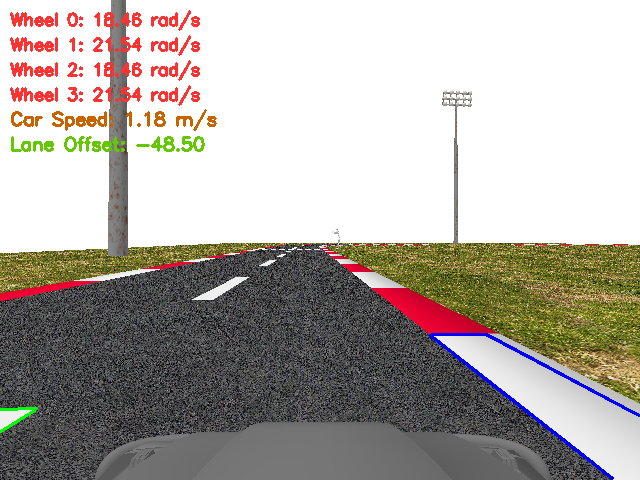 Wheel 0: 18.46 rad/s
Wheel 1: 21.54 rad/s
Wheel 2: 18.46 rad/s
Wheel 3: 21.54 rad/s
Car Speed: 1.18 m/s
Lane Offset: -48.50